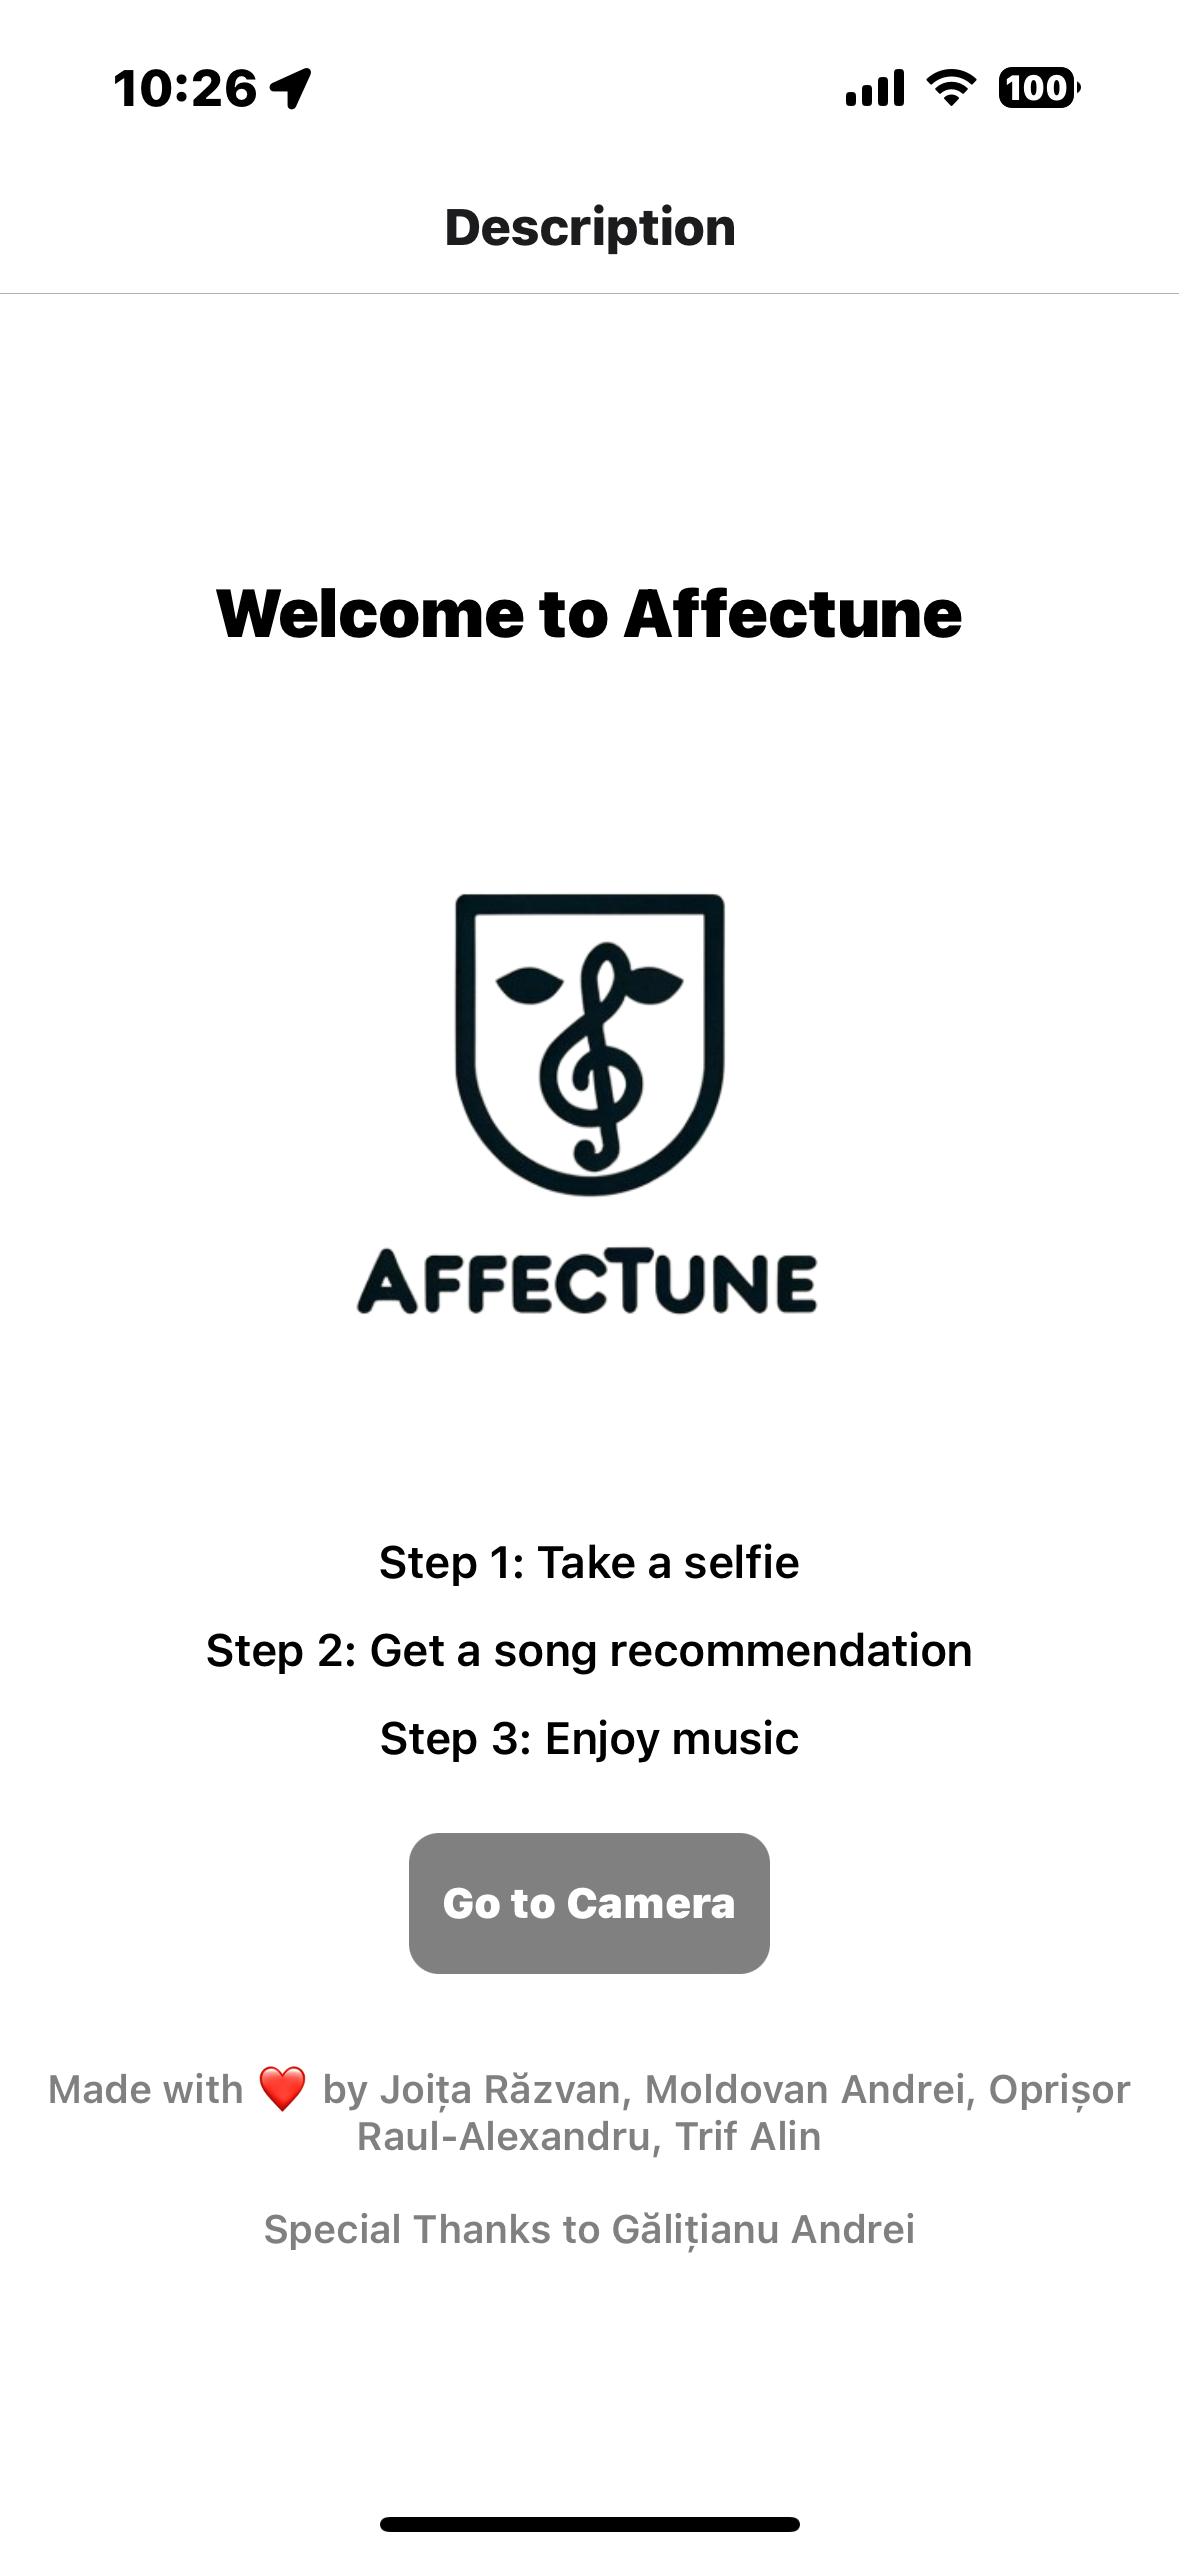 10:26
100
Description
Welcome to Affectune
AFFECTUNE
Step 1: Take a selfie
Step 2: Get a song recommendation
Step 3: Enjoy music
Go to Camera
Made with ❤️ by Joița Răzvan, Moldovan Andrei, Oprișor
Raul-Alexandru, Trif Alin
Special Thanks to Gălițianu Andrei